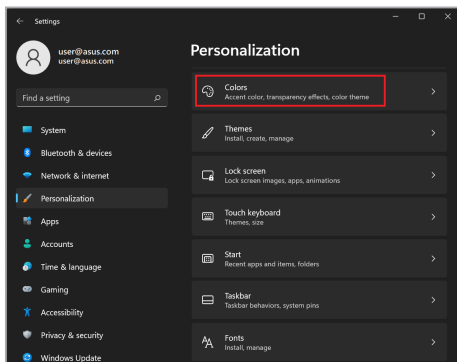 Settings
user@asus.com
user@asus.com
Find a setting
System
Bluetooth & devices
Network & internet
Personalization
Apps
Accounts
Time & language
Gaming
Accessibility
Privacy & security
Windows Update
Personalization
Colors
Accent color, transparency effects, color theme
Themes
Install, create, manage
Lock screen
Lock screen images, apps, animations
Touch keyboard
Themes, size
Start
Recent apps and items, folders
Taskbar
Taskbar behaviors, system pins
Fonts
Install, manage